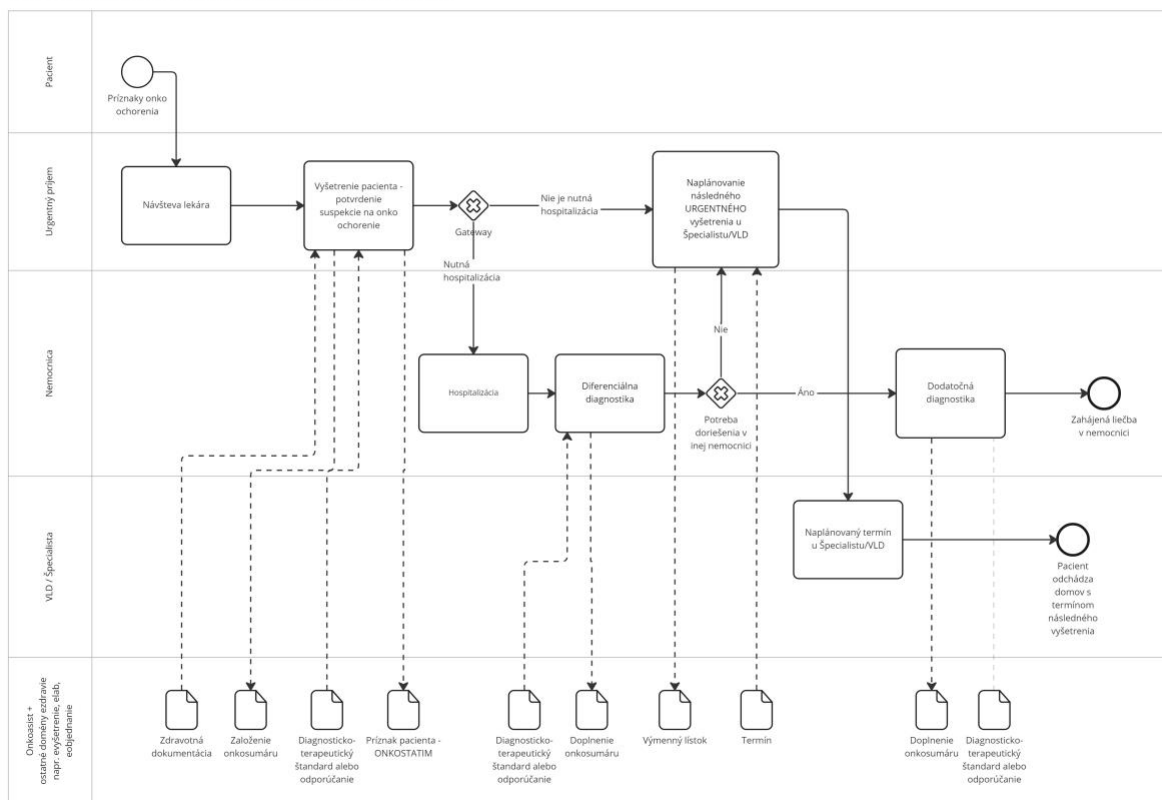 Pacient
Príznaky onko
ochorenia
Urgentný príjem
Návšteva lekára
Vyšetrenie pacienta -
potvrdenie
suspekcie na onko
ochorenie
Gateway
Nie je nutná
hospitalizácia
Nutná
hospitalizácia
Naplánovanie
následného
URGENTNÉHO
vyšetrenia u
Špecialistu/VLD
Nemocnica
Hospitalizácia
Diferenciálna
diagnostika
Nie
Potreba
doriešenia v
inej nemocnici
Áno
Dodatočná
diagnostika
Zahájená liečba
v nemocnici
VLD / Špecialista
Naplánovaný termín
u Špecialistu/VLD
Pacient
odchádza
domov s
termínom
následného
vyšetrenia
Onkoasist +
ostatné domény ezdravie
napr. evyšetrenie, elab,
eobjednanie
Zdravotná
dokumentácia
Založenie
onkosumáru
Diagnosticko-
terapeutický
štandard alebo
odporúčanie
Príznak pacienta -
ONKOSTATIM
Diagnosticko-
terapeutický
štandard alebo
odporúčanie
Doplnenie
onkosumáru
Výmenný lístok
Termín
Doplnenie
onkosumáru
Diagnosticko-
terapeutický
štandard alebo
odporúčanie